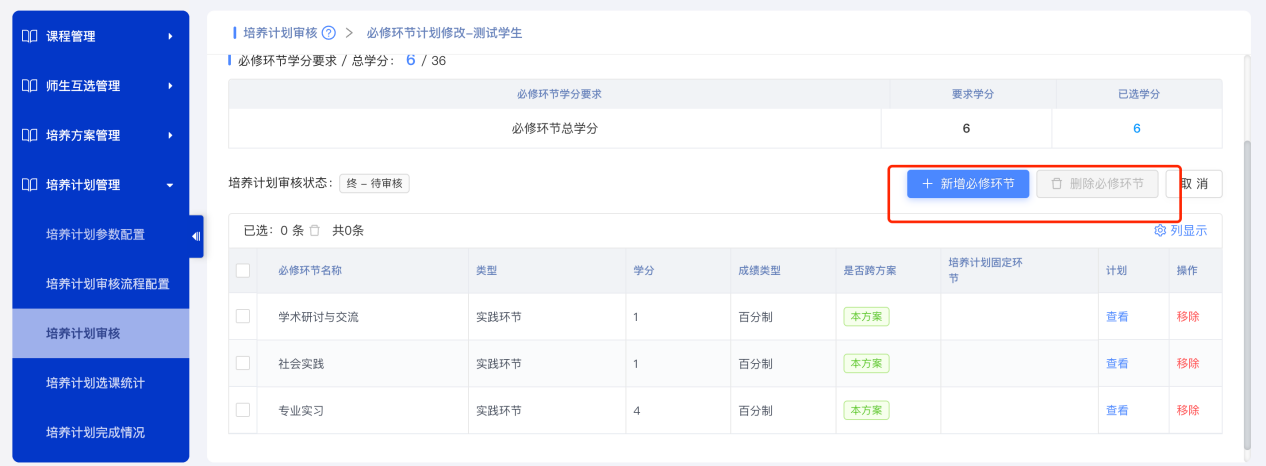 课程管理
师生互选管理
培养方案管理
培养计划管理
培养计划参数配置
培养计划审核流程配置
培养计划审核
培养计划选课统计
培养计划完成情况
培养计划审核 ? > 必修环节计划修改-测试学生
必修环节学分要求 / 总学分: 6 / 36
必修环节学分要求 要求学分 已选学分
必修环节总学分 6 6
培养计划审核状态: 终 - 待审核 + 新增必修环节 删除必修环节 取 消
已选: 0 条 共0条 列显示
必修环节名称 类型 学分 成绩类型 是否跨方案 培养计划固定环
节 计划 操作
学术研讨与交流 实践环节 1 百分制 本方案 查看 移除
社会实践 实践环节 1 百分制 本方案 查看 移除
专业实习 实践环节 4 百分制 本方案 查看 移除